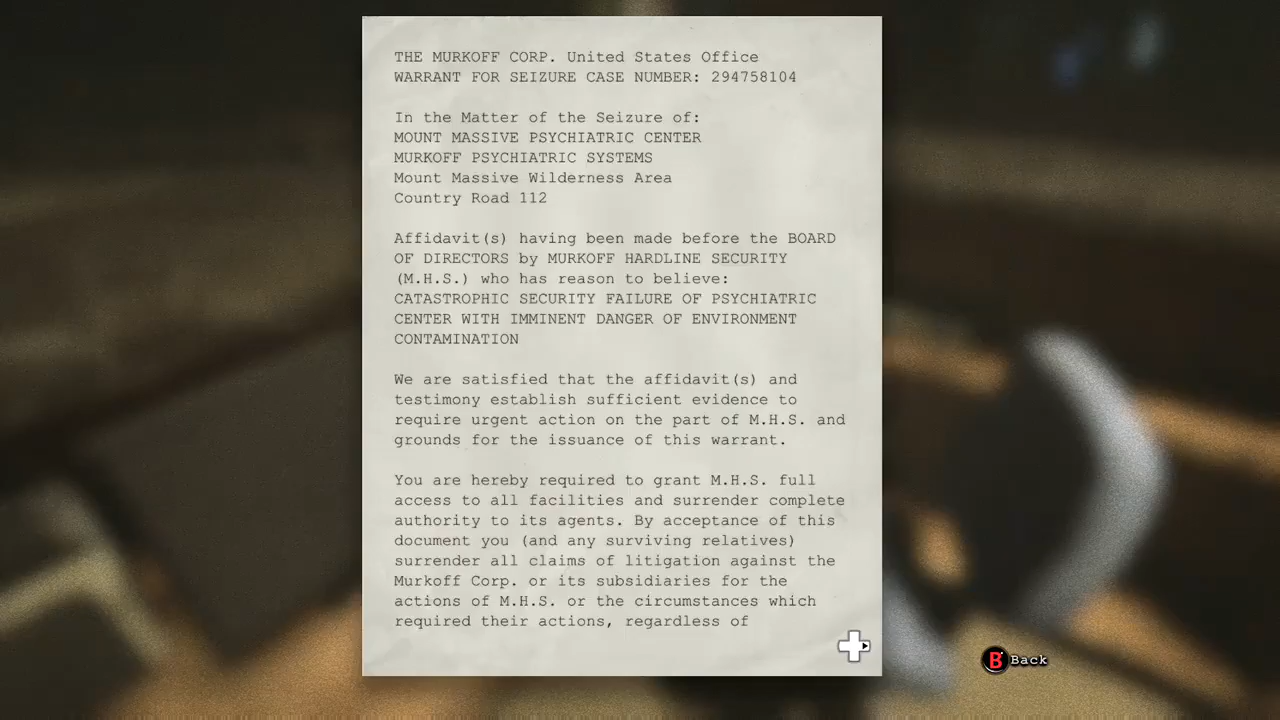 THE MURKOFF CORP. United States Office
WARRANT FOR SEIZURE CASE NUMBER: 294758104
In the Matter of the Seizure of:
MOUNT MASSIVE PSYCHIATRIC CENTER
MURKOFF PSYCHIATRIC SYSTEMS
Mount Massive Wilderness Area
Country Road 112
Affidavit(s) having been made before the BOARD
OF DIRECTORS by MURKOFF HARDLINE SECURITY
(M.H.S.) who has reason to believe:
CATASTROPHIC SECURITY FAILURE OF PSYCHIATRIC
CENTER WITH IMMINENT DANGER OF ENVIRONMENT
CONTAMINATION
We are satisfied that the affidavit(s) and
testimony establish sufficient evidence to
require urgent action on the part of M.H.S. and
grounds for the issuance of this warrant.
You are hereby required to grant M.H.S. full
access to all facilities and surrender complete
authority to its agents. By acceptance of this
document you (and any surviving relatives)
surrender all claims of litigation against the
Murkoff Corp. or its subsidiaries for the
actions of M.H.S. or the circumstances which
required their actions, regardless of
B Back